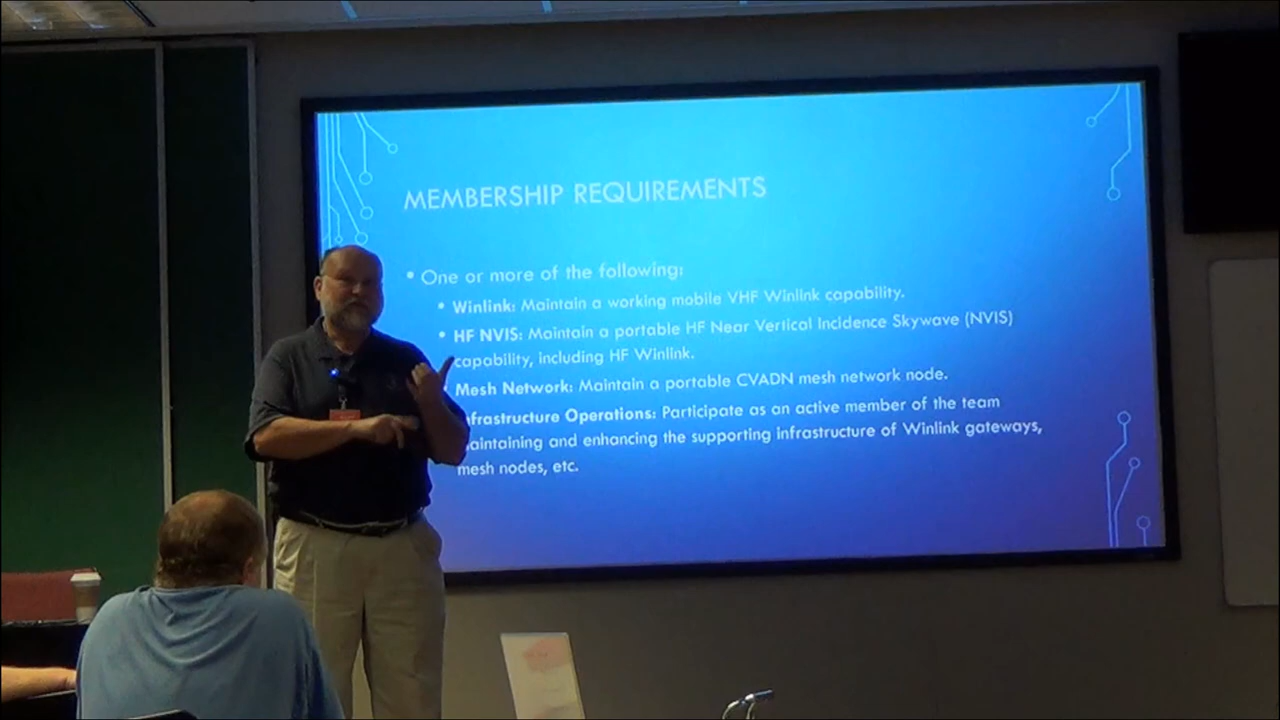 MEMBERSHIP REQUIREMENTS
• One or more of the following:
• Winlink: Maintain a working mobile VHF Winlink capability.
• HF NVIS: Maintain a portable HF Near Vertical Incidence Skywave (NVIS)
capability, including HF Winlink.
Mesh Network: Maintain a portable CVADN mesh network node.
nfrastructure Operations: Participate as an active member of the team
aintaining and enhancing the supporting infrastructure of Winlink gateways,
mesh nodes, etc.